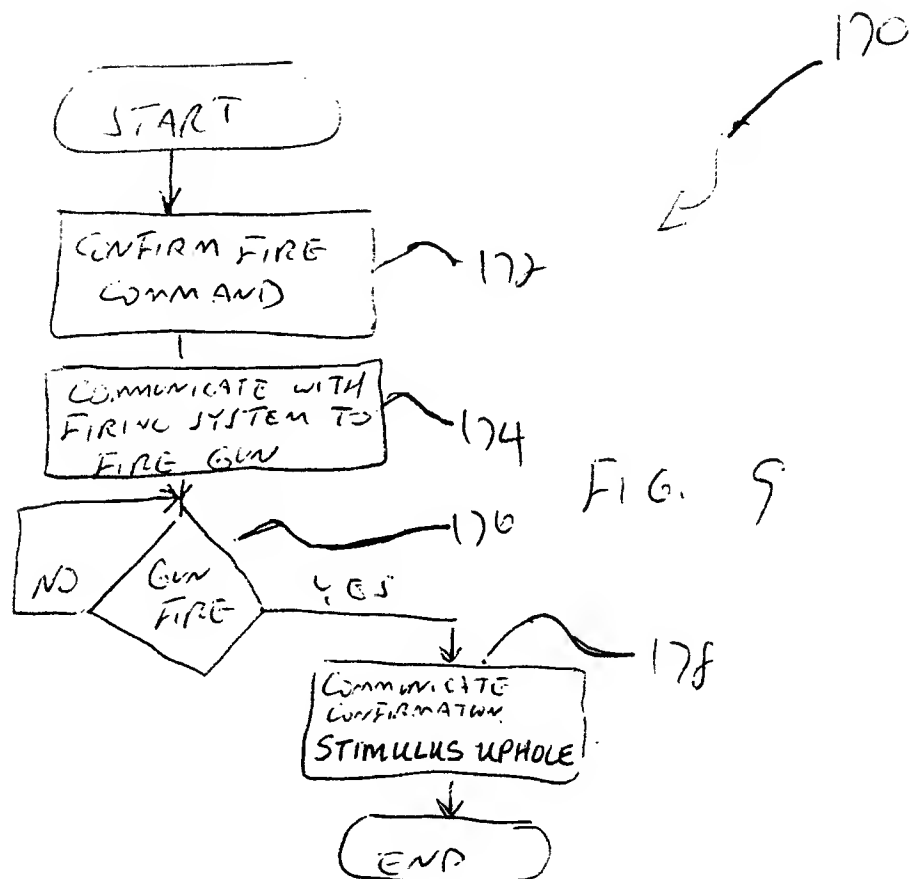 170
START
CONFIRM FIRE
COMMAND
172
COMMUNICATE WITH
FIRING SYSTEM TO
FIRE GUN
174
FIG. 9
176
NO
GUN
FIRE
YES
178
COMMUNICATE
CONFIRMATION
STIMULUS UPHOLE
END